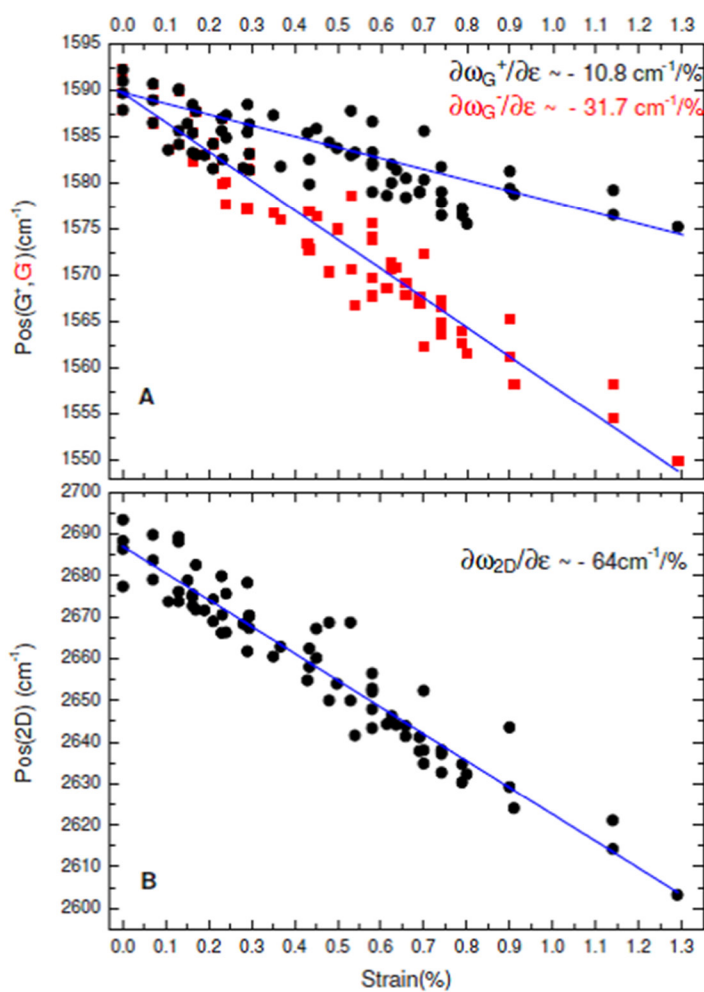 0.0 0.1 0.2 0.3 0.4 0.5 0.6 0.7 0.8 0.9 1.0 1.1 1.2 1.3
1595
1590
1585
1580
1575
1570
1565
1560
1555
1550
Pos(G⁺,G⁻)(cm⁻¹)
∂ω_G⁺/∂ε ~ - 10.8 cm⁻¹/%
∂ω_G⁻/∂ε ~ - 31.7 cm⁻¹/%
A
2700
2690
2680
2670
2660
2650
2640
2630
2620
2610
2600
Pos(2D) (cm⁻¹)
∂ω₂D/∂ε ~ - 64cm⁻¹/%
B
0.0 0.1 0.2 0.3 0.4 0.5 0.6 0.7 0.8 0.9 1.0 1.1 1.2 1.3
Strain(%)